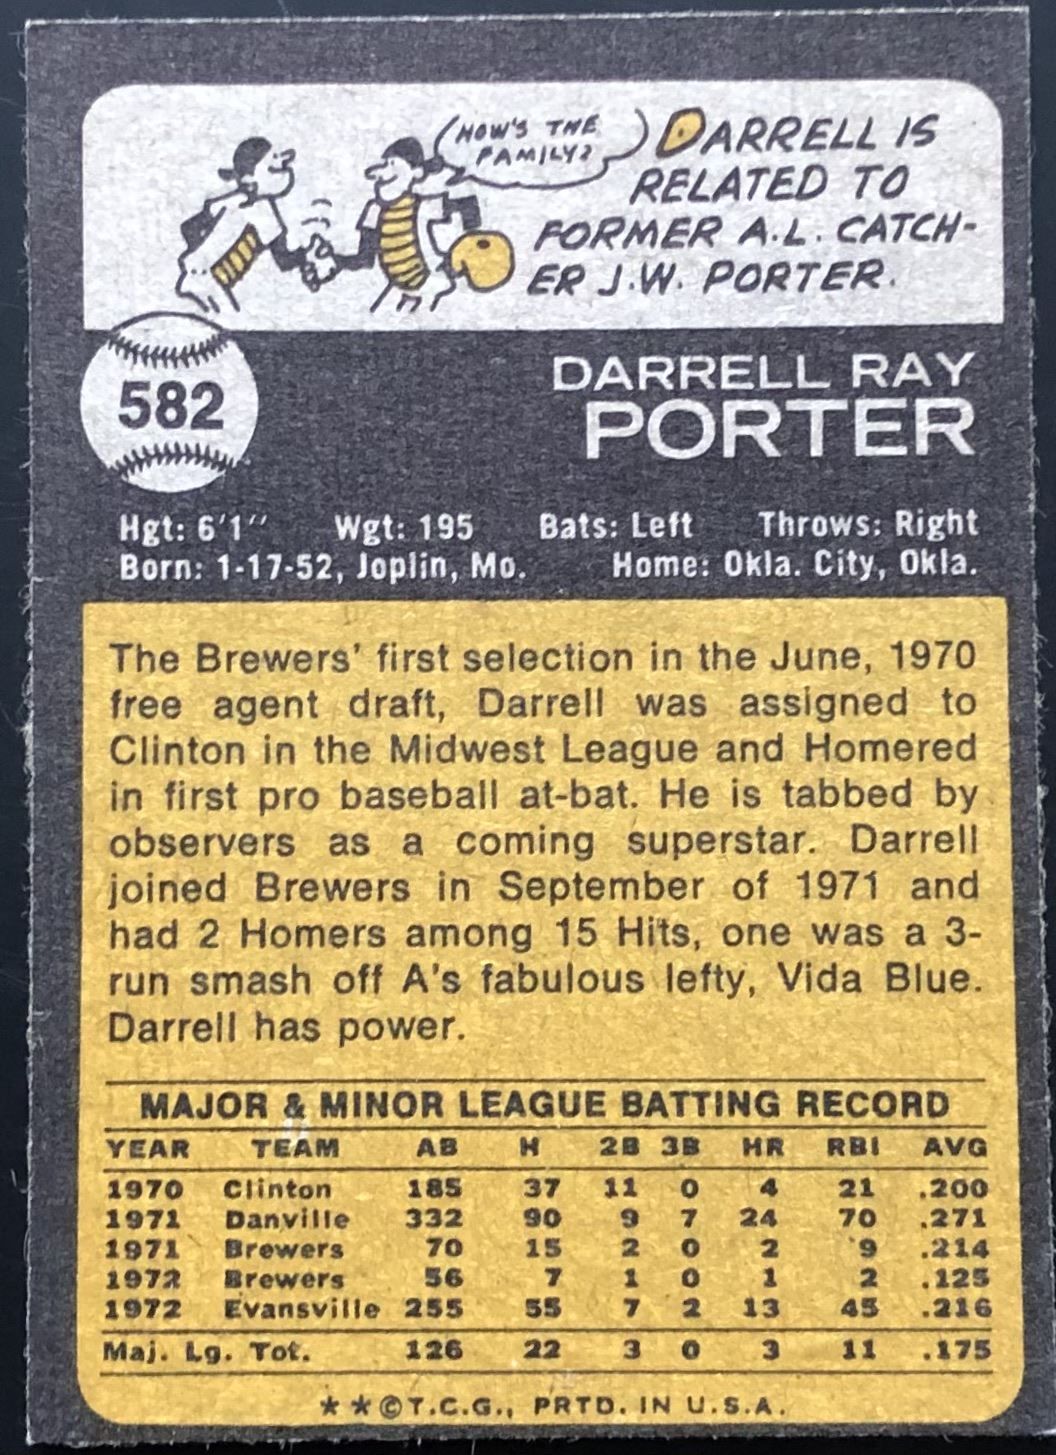 HOW'S THE
FAMILY?
DARRELL IS
RELATED TO
FORMER A.L. CATCH-
ER J.W. PORTER.
582
DARRELL RAY
PORTER
Hgt: 6'1" Wgt: 195 Bats: Left Throws: Right
Born: 1-17-52, Joplin, Mo. Home: Okla. City, Okla.
The Brewers' first selection in the June, 1970
free agent draft, Darrell was assigned to
Clinton in the Midwest League and Homered
in first pro baseball at-bat. He is tabbed by
observers as a coming superstar. Darrell
joined Brewers in September of 1971 and
had 2 Homers among 15 Hits, one was a 3-
run smash off A's fabulous lefty, Vida Blue.
Darrell has power.
MAJOR & MINOR LEAGUE BATTING RECORD
YEAR TEAM AB H 2B 3B HR RBI AVG
1970 Clinton 185 37 11 0 4 21 .200
1971 Danville 332 90 9 7 24 70 .271
1971 Brewers 70 15 2 0 2 9 .214
1972 Brewers 56 7 1 0 1 2 .125
1972 Evansville 255 55 7 2 13 45 .216
Maj. Lg. Tot. 126 22 3 0 3 11 .175
**©T.C.G., PRTD. IN U.S.A.